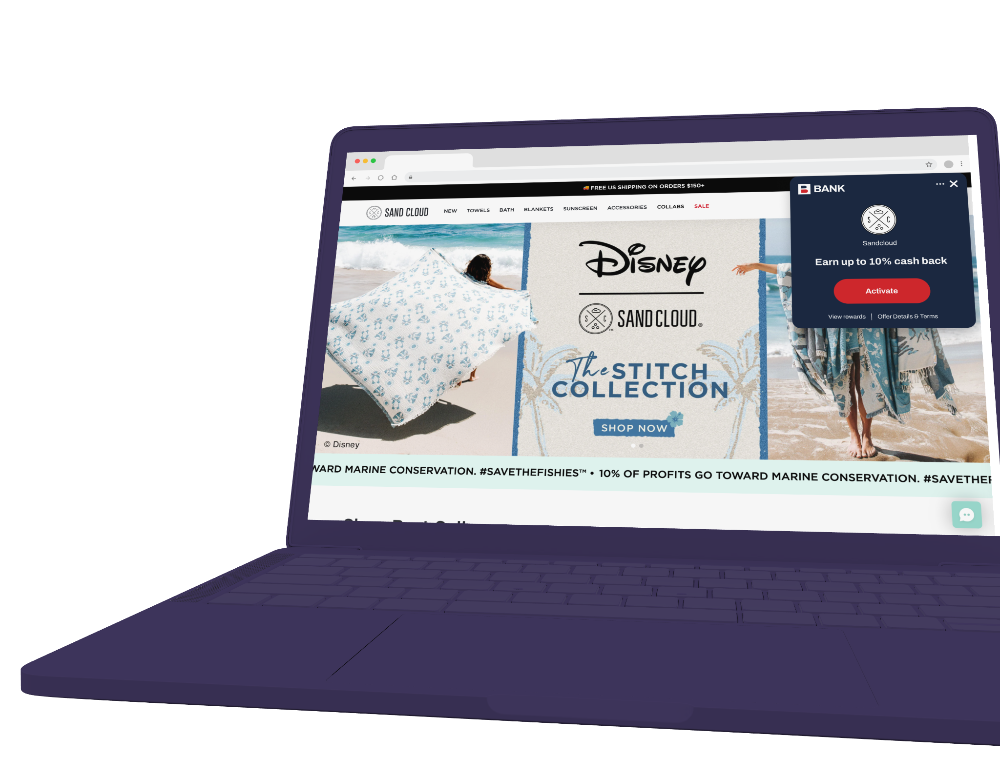 🚚 FREE US SHIPPING ON ORDERS $150+
SAND CLOUD
NEW TOWELS BATH BLANKETS SUNSCREEN ACCESSORIES COLLABS SALE
BANK
S C
Sandcloud
Earn up to 10% cash back
Activate
View rewards | Offer Details & Terms
Disney
S C ™ SAND CLOUD®
The STITCH
COLLECTION
SHOP NOW
© Disney
WARD MARINE CONSERVATION. #SAVETHEFISHIES™ • 10% OF PROFITS GO TOWARD MARINE CONSERVATION. #SAVETHEF